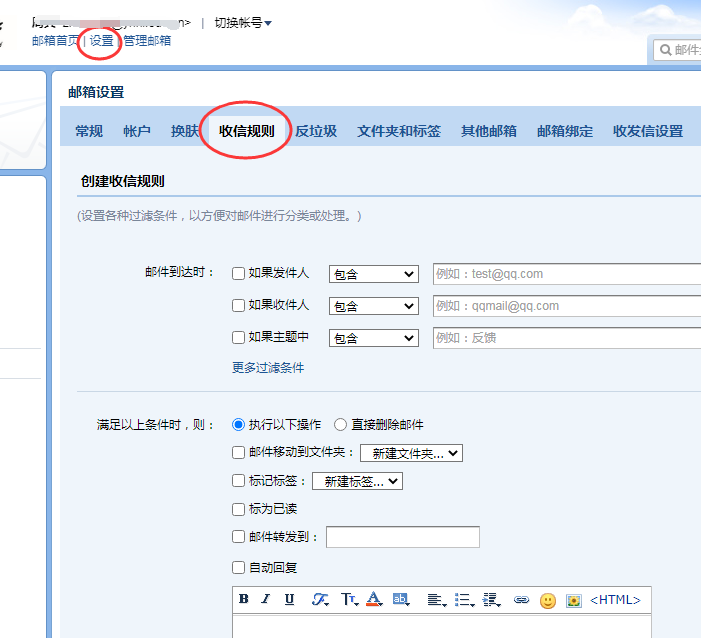 切换帐号
邮箱首页 | 设置 | 管理邮箱
邮箱设置
常规 帐户 换肤 收信规则 反垃圾 文件夹和标签 其他邮箱 邮箱绑定 收发信设置
创建收信规则
(设置各种过滤条件，以方便对邮件进行分类或处理。)
邮件到达时： 如果发件人 包含 例如：test@qq.com
如果收件人 包含 例如：qqmail@qq.com
如果主题中 包含 例如：反馈
更多过滤条件
满足以上条件时，则： 执行以下操作 直接删除邮件
邮件移动到文件夹： 新建文件夹...
标记标签： 新建标签...
标为已读
邮件转发到：
自动回复
B I U <HTML>